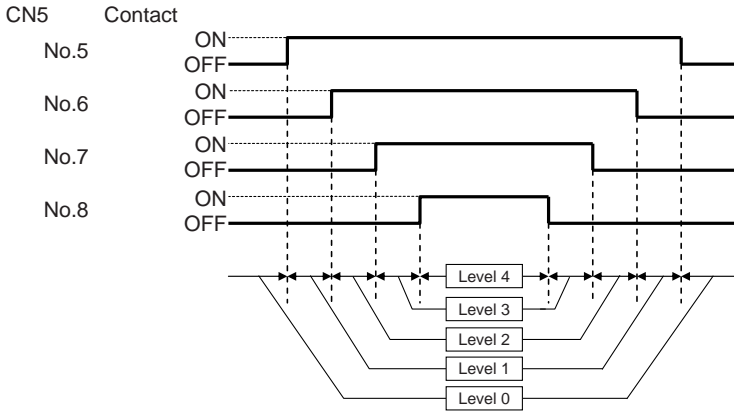 CN5 Contact
No.5 ON
OFF
No.6 ON
OFF
No.7 ON
OFF
No.8 ON
OFF
Level 4
Level 3
Level 2
Level 1
Level 0